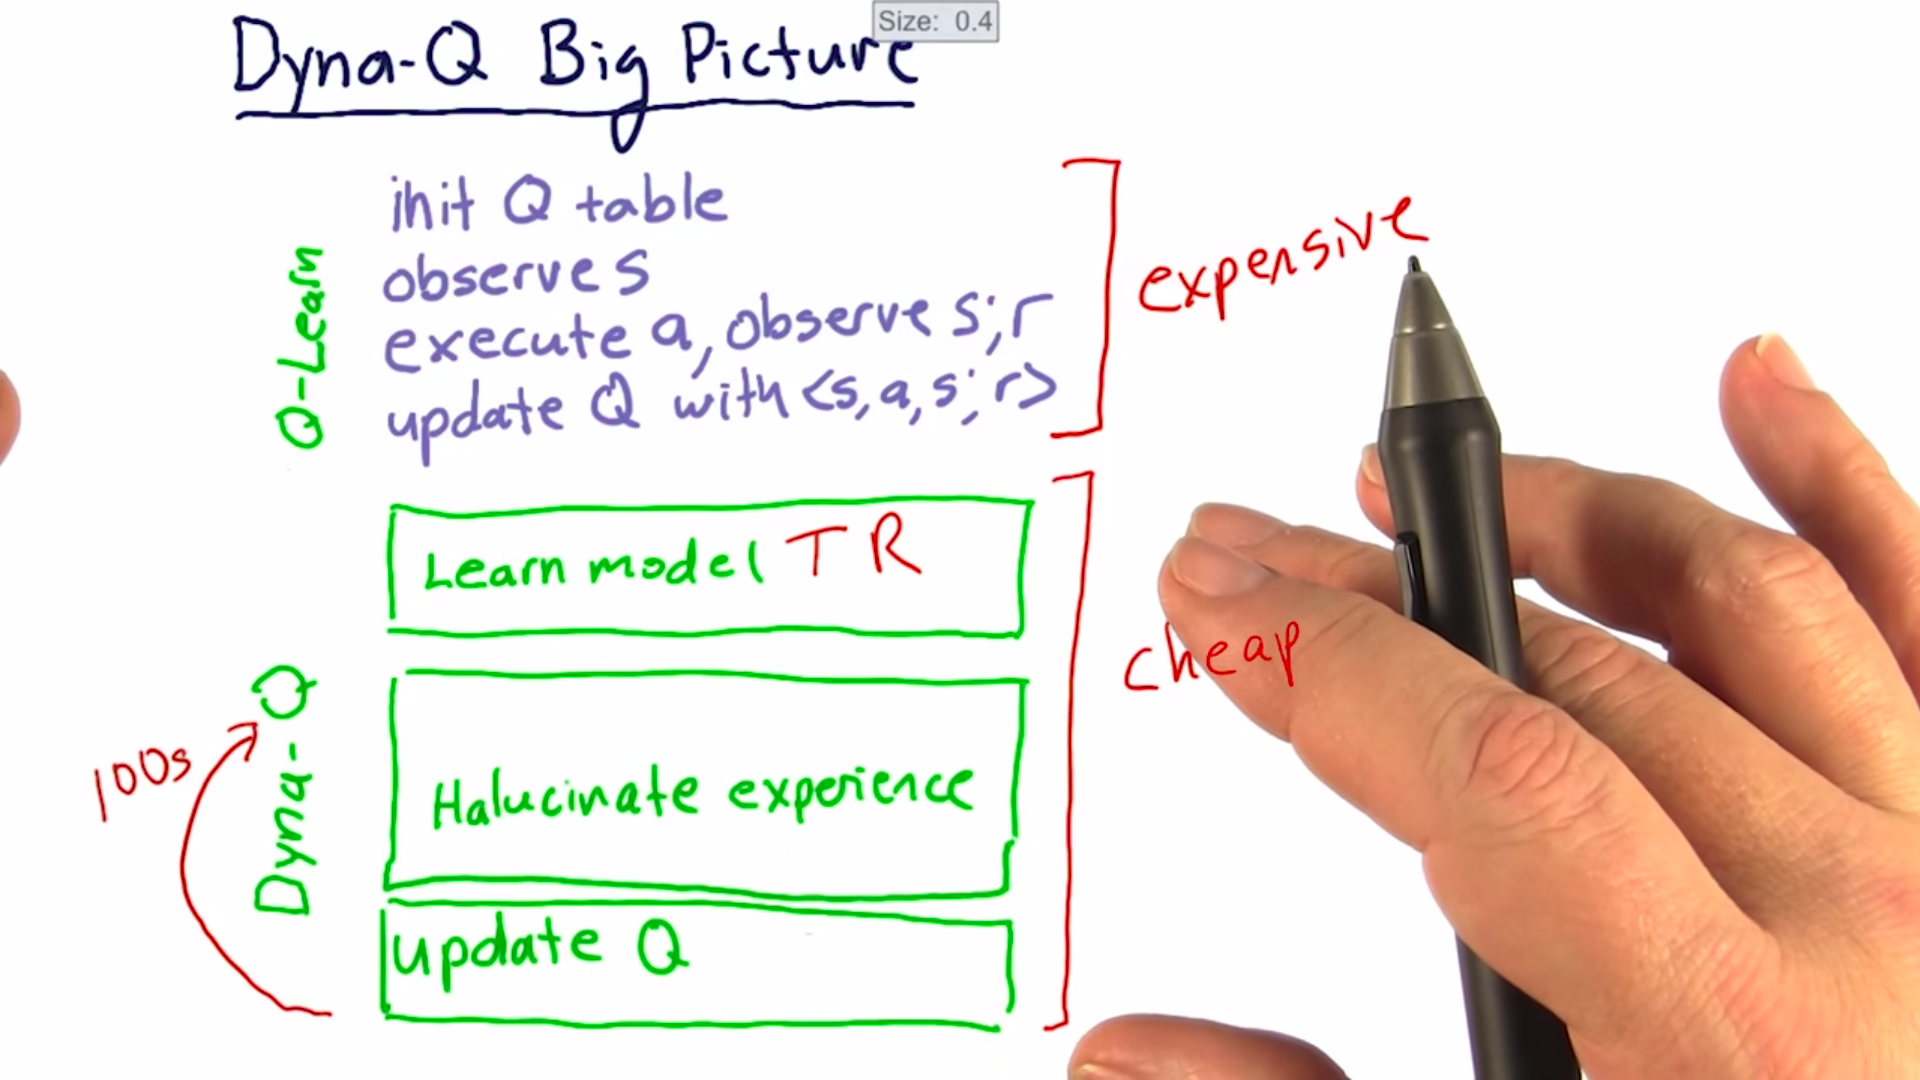 Size: 0.4
Dyna-Q Big Picture
Q-Learn
init Q table
observe s
execute a, observe s', r
update Q with <s, a, s', r>
expensive
Dyna-Q
Learn model T R
Halucinate experience
update Q
cheap
100s